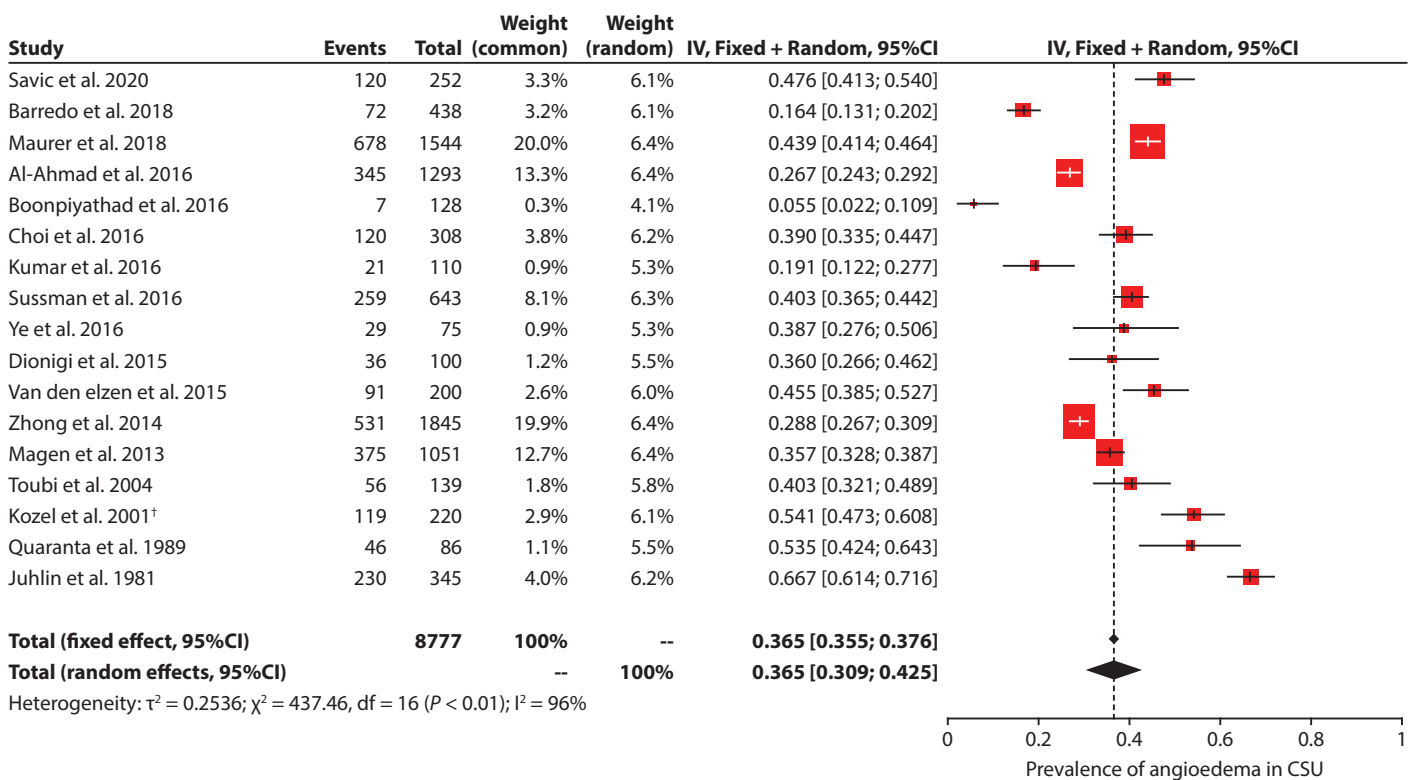 Weight Weight
Study Events Total (common) (random) IV, Fixed + Random, 95%CI IV, Fixed + Random, 95%CI
Savic et al. 2020 120 252 3.3% 6.1% 0.476 [0.413; 0.540]
Barredo et al. 2018 72 438 3.2% 6.1% 0.164 [0.131; 0.202]
Maurer et al. 2018 678 1544 20.0% 6.4% 0.439 [0.414; 0.464]
Al-Ahmad et al. 2016 345 1293 13.3% 6.4% 0.267 [0.243; 0.292]
Boonpiyathad et al. 2016 7 128 0.3% 4.1% 0.055 [0.022; 0.109]
Choi et al. 2016 120 308 3.8% 6.2% 0.390 [0.335; 0.447]
Kumar et al. 2016 21 110 0.9% 5.3% 0.191 [0.122; 0.277]
Sussman et al. 2016 259 643 8.1% 6.3% 0.403 [0.365; 0.442]
Ye et al. 2016 29 75 0.9% 5.3% 0.387 [0.276; 0.506]
Dionigi et al. 2015 36 100 1.2% 5.5% 0.360 [0.266; 0.462]
Van den elzen et al. 2015 91 200 2.6% 6.0% 0.455 [0.385; 0.527]
Zhong et al. 2014 531 1845 19.9% 6.4% 0.288 [0.267; 0.309]
Magen et al. 2013 375 1051 12.7% 6.4% 0.357 [0.328; 0.387]
Toubi et al. 2004 56 139 1.8% 5.8% 0.403 [0.321; 0.489]
Kozel et al. 2001† 119 220 2.9% 6.1% 0.541 [0.473; 0.608]
Quaranta et al. 1989 46 86 1.1% 5.5% 0.535 [0.424; 0.643]
Juhlin et al. 1981 230 345 4.0% 6.2% 0.667 [0.614; 0.716]
Total (fixed effect, 95%CI) 8777 100% -- 0.365 [0.355; 0.376]
Total (random effects, 95%CI) -- 100% 0.365 [0.309; 0.425]
Heterogeneity: τ² = 0.2536; χ² = 437.46, df = 16 (P < 0.01); I² = 96%
0 0.2 0.4 0.6 0.8 1
Prevalence of angioedema in CSU